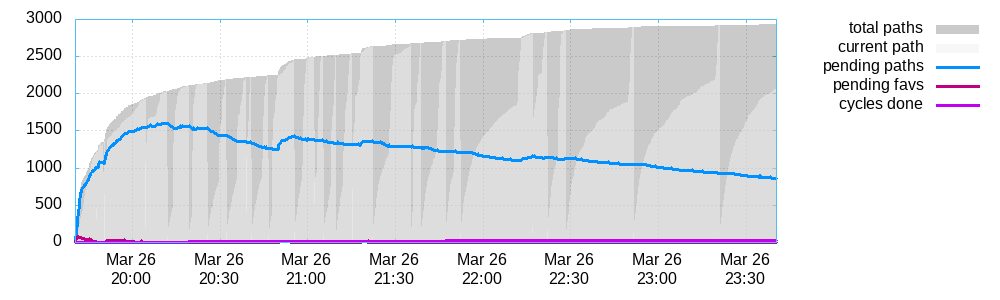 3000
2500
2000
1500
1000
500
0
Mar 26 Mar 26 Mar 26 Mar 26 Mar 26 Mar 26 Mar 26 Mar 26
20:00 20:30 21:00 21:30 22:00 22:30 23:00 23:30
total paths
current path
pending paths
pending favs
cycles done